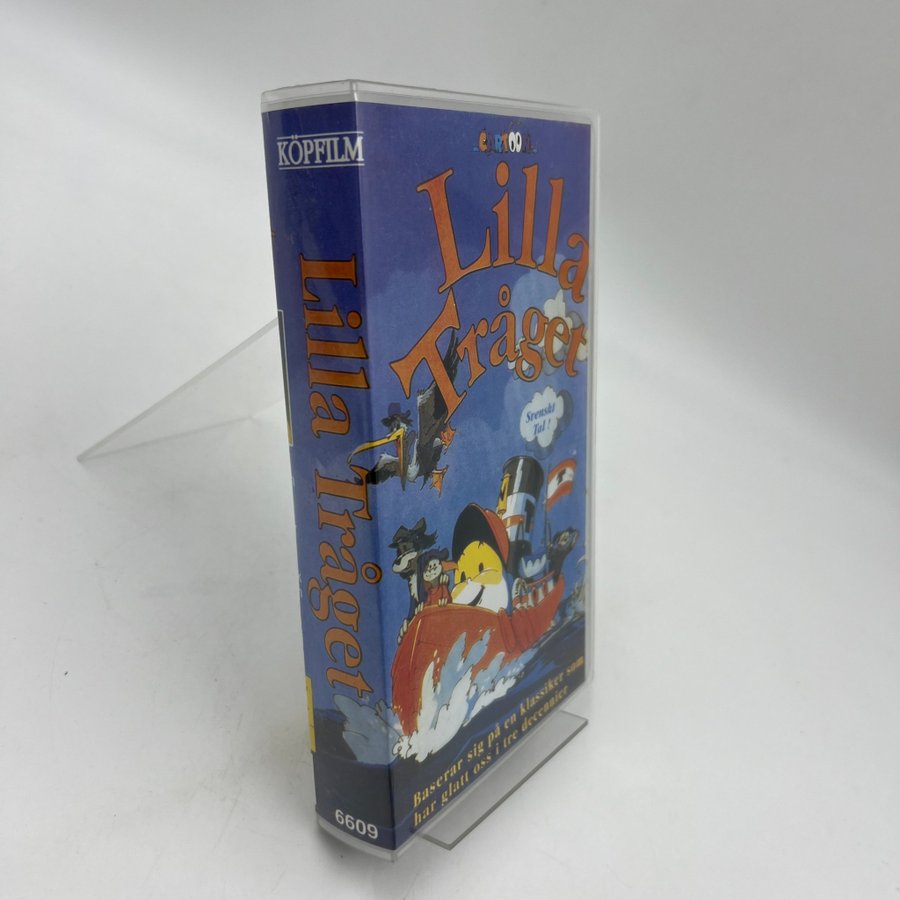 KÖPFILM
Lilla Tråget
6609
CARTOON
Lilla
Tråget
Svenskt
Tal!
Baserar sig på en klassiker som
har glatt oss i tre decennier